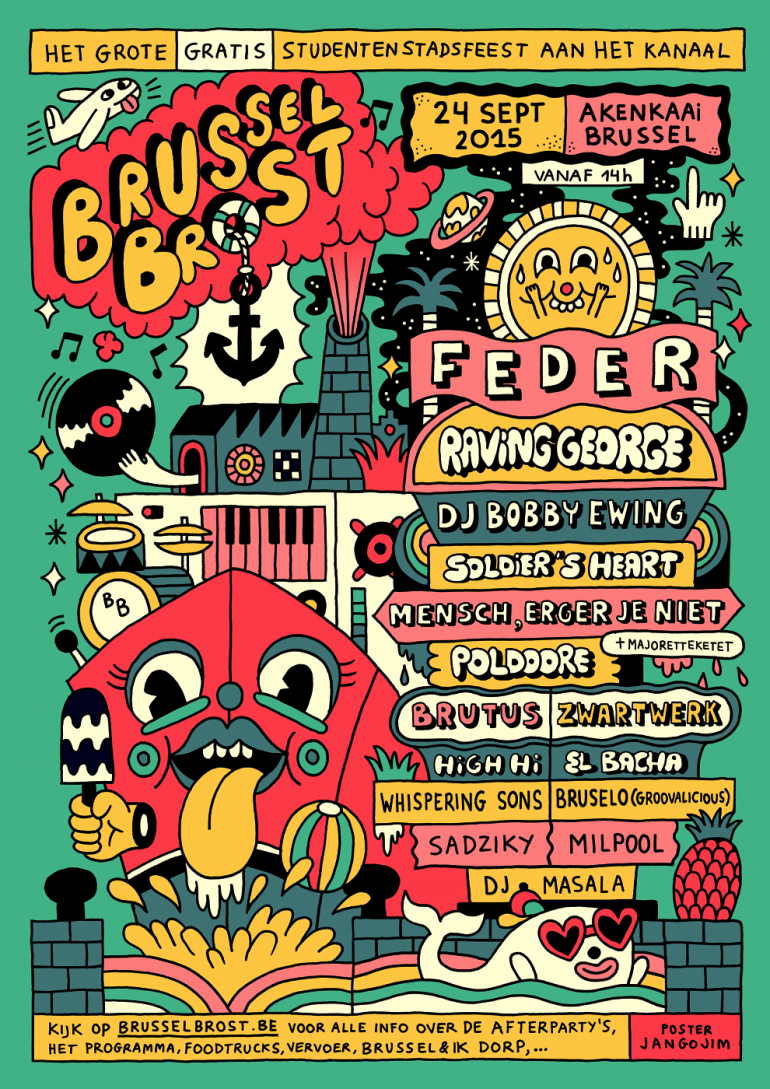 HET GROTE GRATIS STUDENTENSTADSFEEST AAN HET KANAAL
BRUSSEL
BROST
24 SEPT
2015
AKENKAAi
BRUSSEL
VANAF 14h
FEDER
RAViNG GEORGE
DJ BOBBY EWING
SOLDiER'S HEART
MENSCH, ERGER JE NIET
+ MAJORETTEKETET
POLDOORE
BRUTUS ZWARTWERK
HiGH Hi EL BACHA
WHISPERING SONS BRUSELO (GROOVALICIOUS)
SADZIKY MILPOOL
DJ MASALA
BB
KIJK OP BRUSSELBROST.BE VOOR ALLE INFO OVER DE AFTERPARTY'S,
HET PROGRAMMA, FOODTRUCKS, VERVOER, BRUSSEL & IK DORP,...
POSTER
JANGOJIM